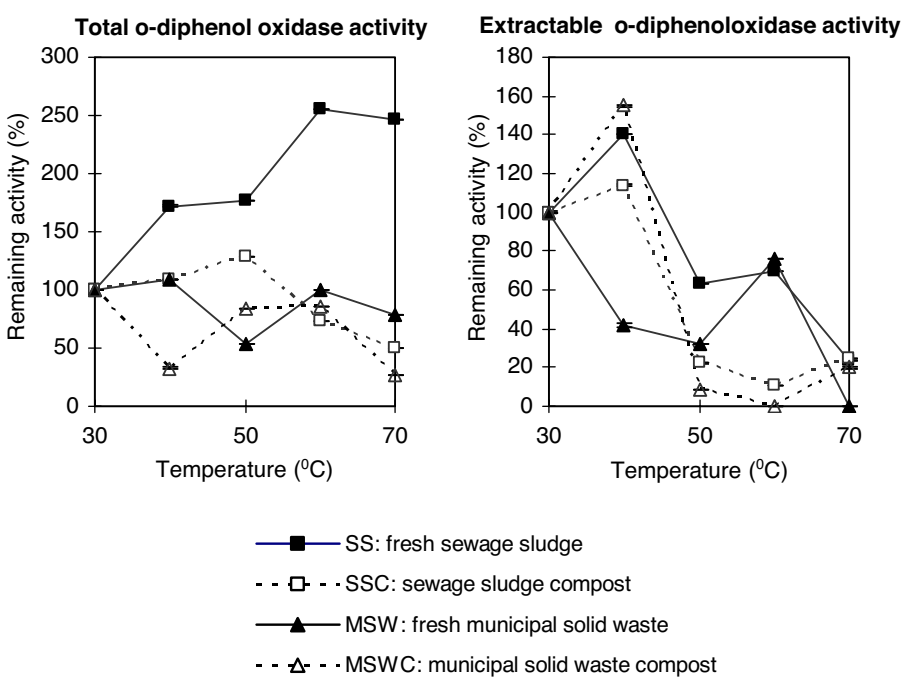 Total o-diphenol oxidase activity
300
250
200
150
100
50
0
Remaining activity (%)
30
50
70
Temperature (⁰C)
Extractable o-diphenoloxidase activity
180
160
140
120
100
80
60
40
20
0
Remaining activity (%)
30
50
70
Temperature (⁰C)
SS: fresh sewage sludge
SSC: sewage sludge compost
MSW: fresh municipal solid waste
MSWC: municipal solid waste compost